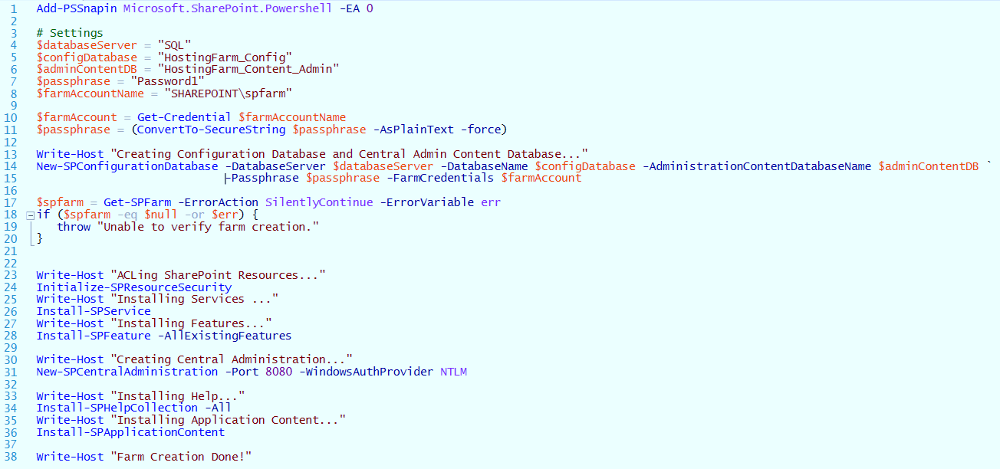 1 Add-PSSnapin Microsoft.SharePoint.Powershell -EA 0
2
3 # Settings
4 $databaseServer = "SQL"
5 $configDatabase = "HostingFarm_Config"
6 $adminContentDB = "HostingFarm_Content_Admin"
7 $passphrase = "Password1"
8 $farmAccountName = "SHAREPOINT\spfarm"
9
10 $farmAccount = Get-Credential $farmAccountName
11 $passphrase = (ConvertTo-SecureString $passphrase -AsPlainText -force)
12
13 Write-Host "Creating Configuration Database and Central Admin Content Database..."
14 New-SPConfigurationDatabase -DatabaseServer $databaseServer -DatabaseName $configDatabase -AdministrationContentDatabaseName $adminContentDB `
15 -Passphrase $passphrase -FarmCredentials $farmAccount
16
17 $spfarm = Get-SPFarm -ErrorAction SilentlyContinue -ErrorVariable err
18 if ($spfarm -eq $null -or $err) {
19 throw "Unable to verify farm creation."
20 }
21
22
23 Write-Host "ACLing SharePoint Resources..."
24 Initialize-SPResourceSecurity
25 Write-Host "Installing Services ..."
26 Install-SPService
27 Write-Host "Installing Features..."
28 Install-SPFeature -AllExistingFeatures
29
30 Write-Host "Creating Central Administration..."
31 New-SPCentralAdministration -Port 8080 -WindowsAuthProvider NTLM
32
33 Write-Host "Installing Help..."
34 Install-SPHelpCollection -All
35 Write-Host "Installing Application Content..."
36 Install-SPApplicationContent
37
38 Write-Host "Farm Creation Done!"